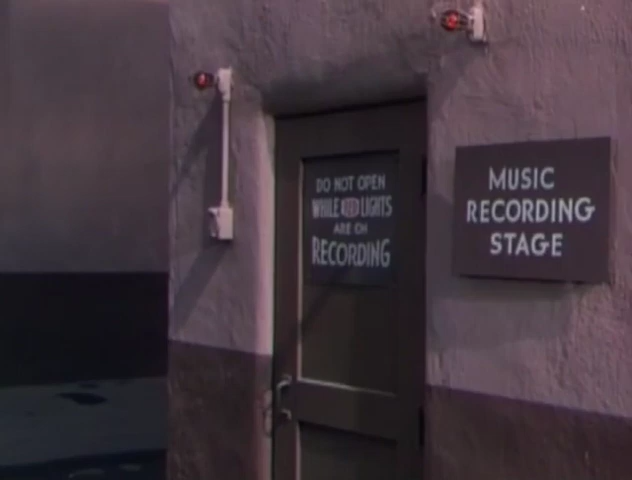 DO NOT OPEN
WHILE RED LIGHTS
ARE ON
RECORDING
MUSIC
RECORDING
STAGE